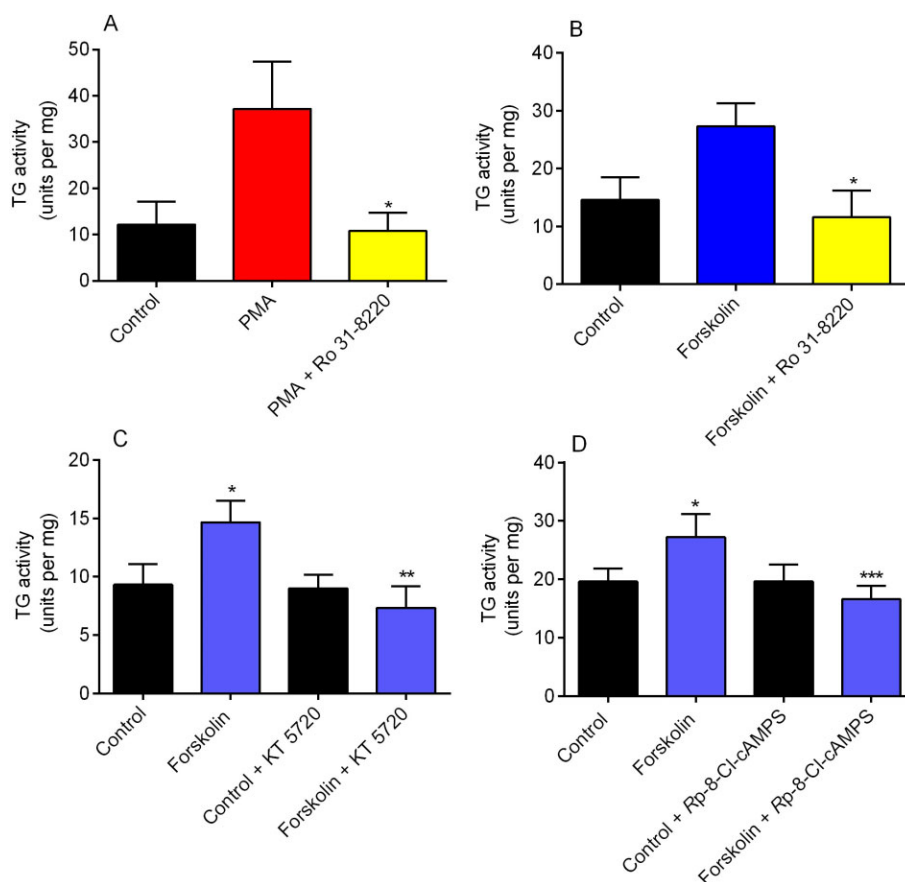 A
TG activity
(units per mg)
50
40
30
20
10
0
*
Control
PMA
PMA + Ro 31-8220
B
TG activity
(units per mg)
40
30
20
10
0
*
Control
Forskolin
Forskolin + Ro 31-8220
C
TG activity
(units per mg)
20
15
10
5
0
*
**
Control
Forskolin
Control + KT 5720
Forskolin + KT 5720
D
TG activity
(units per mg)
40
30
20
10
0
*
***
Control
Forskolin
Control + Rp-8-Cl-cAMPS
Forskolin + Rp-8-Cl-cAMPS